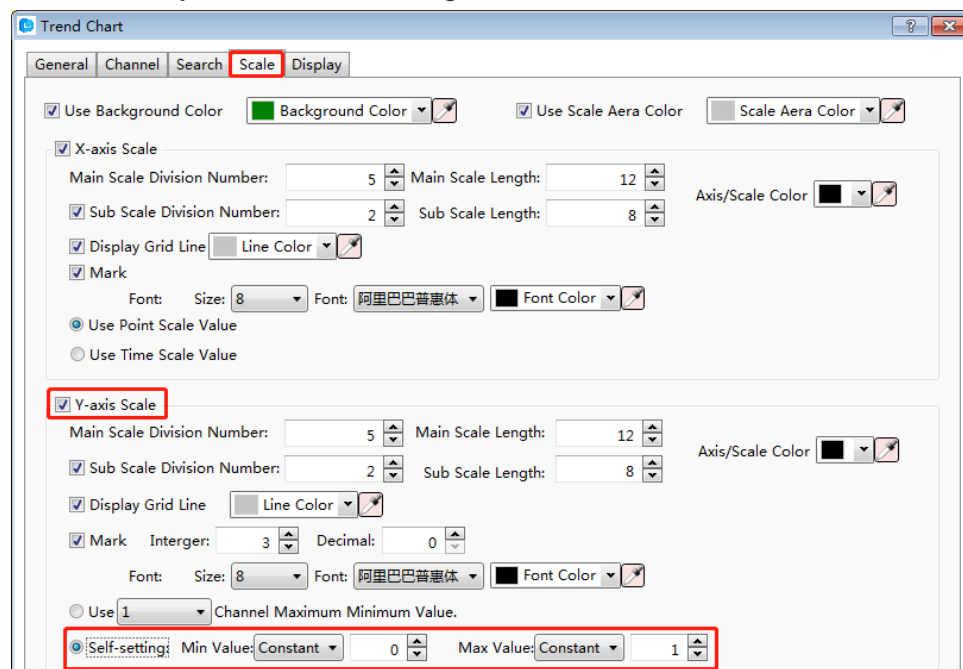 Trend Chart
General Channel Search Scale Display
Use Background Color Background Color Use Scale Aera Color Scale Aera Color
X-axis Scale
Main Scale Division Number: 5 Main Scale Length: 12
Axis/Scale Color
Sub Scale Division Number: 2 Sub Scale Length: 8
Display Grid Line Line Color
Mark
Font: Size: 8 Font: 阿里巴巴普惠体 Font Color
Use Point Scale Value
Use Time Scale Value
Y-axis Scale
Main Scale Division Number: 5 Main Scale Length: 12
Axis/Scale Color
Sub Scale Division Number: 2 Sub Scale Length: 8
Display Grid Line Line Color
Mark Interger: 3 Decimal: 0
Font: Size: 8 Font: 阿里巴巴普惠体 Font Color
Use 1 Channel Maximum Minimum Value.
Self-setting: Min Value: Constant 0 Max Value: Constant 1